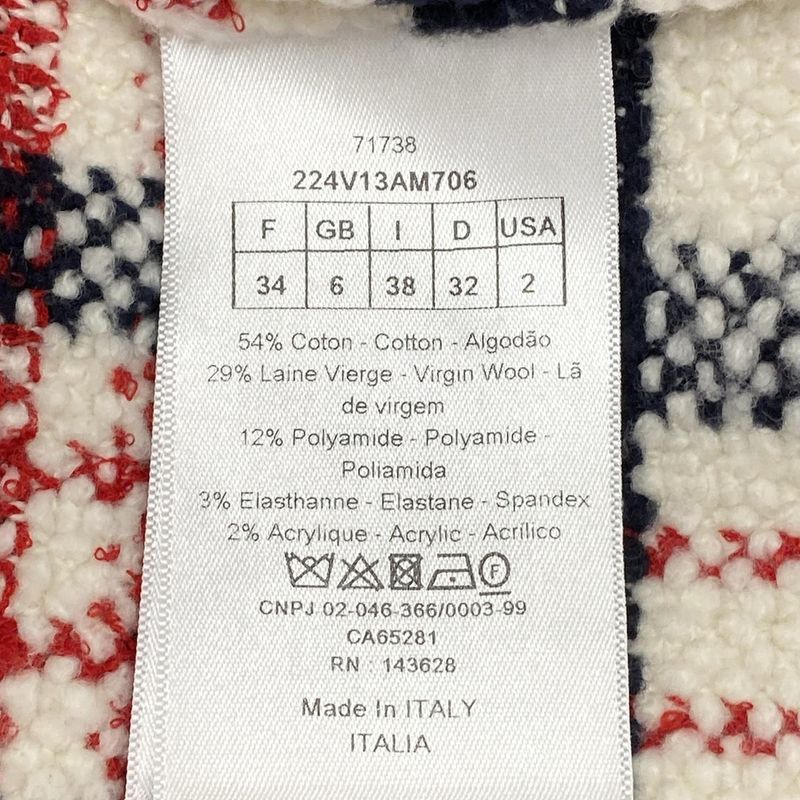 71738
224V13AM706
F GB I D USA
34 6 38 32 2
54% Coton - Cotton - Algodão
29% Laine Vierge - Virgin Wool - Lã
de virgem
12% Polyamide - Polyamide -
Poliamida
3% Elasthanne - Elastane - Spandex
2% Acrylique - Acrylic - Acrílico
F
CNPJ 02-046-366/0003-99
CA65281
RN : 143628
Made In ITALY
ITALIA